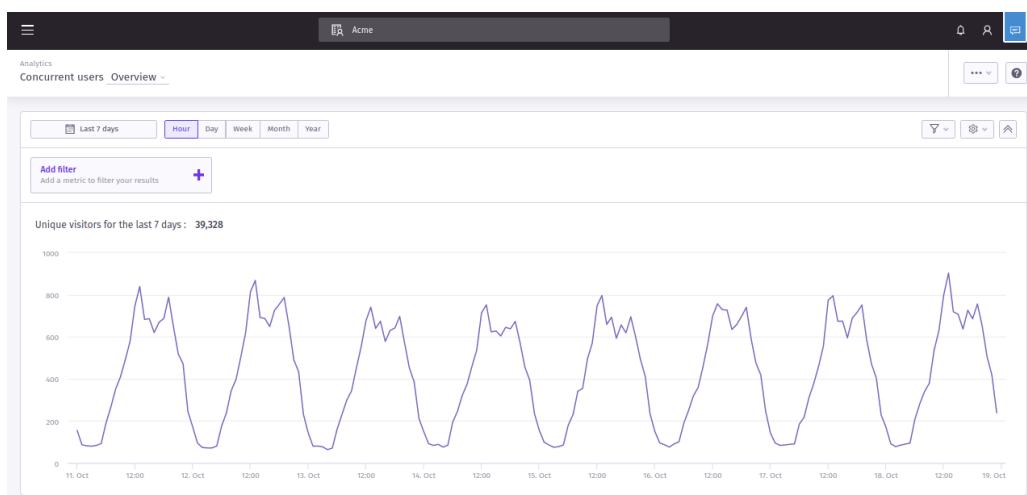 Acme
Analytics
Concurrent users Overview
Last 7 days Hour Day Week Month Year
Add filter
Add a metric to filter your results
Unique visitors for the last 7 days : 39,328
1000
800
600
400
200
0
11. Oct 12:00 12. Oct 12:00 13. Oct 12:00 14. Oct 12:00 15. Oct 12:00 16. Oct 12:00 17. Oct 12:00 18. Oct 12:00 19. Oct